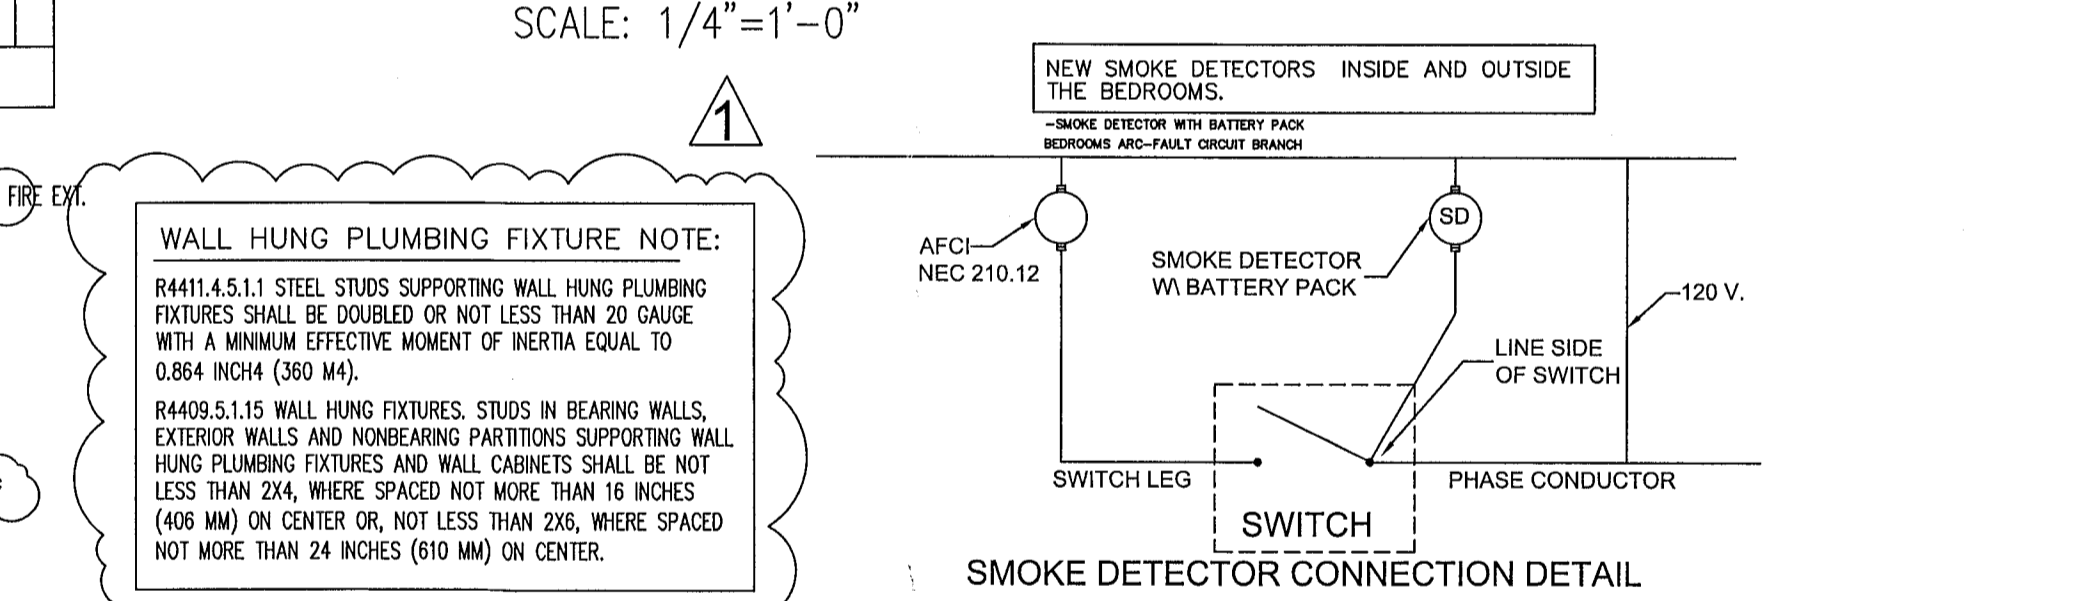 SCALE: 1/4"=1'-0"
1
FIRE EXT.
WALL HUNG PLUMBING FIXTURE NOTE:
R4411.4.5.1.1 STEEL STUDS SUPPORTING WALL HUNG PLUMBING
FIXTURES SHALL BE DOUBLED OR NOT LESS THAN 20 GAUGE
WITH A MINIMUM EFFECTIVE MOMENT OF INERTIA EQUAL TO
0.864 INCH4 (360 M4).
R4409.5.1.15 WALL HUNG FIXTURES. STUDS IN BEARING WALLS,
EXTERIOR WALLS AND NONBEARING PARTITIONS SUPPORTING WALL
HUNG PLUMBING FIXTURES AND WALL CABINETS SHALL BE NOT
LESS THAN 2X4, WHERE SPACED NOT MORE THAN 16 INCHES
(406 MM) ON CENTER OR, NOT LESS THAN 2X6, WHERE SPACED
NOT MORE THAN 24 INCHES (610 MM) ON CENTER.
NEW SMOKE DETECTORS INSIDE AND OUTSIDE
THE BEDROOMS.
-SMOKE DETECTOR WITH BATTERY PACK
BEDROOMS ARC-FAULT CIRCUIT BRANCH
AFCI
NEC 210.12
SD
SMOKE DETECTOR
W\ BATTERY PACK
120 V.
LINE SIDE
OF SWITCH
SWITCH LEG
PHASE CONDUCTOR
SWITCH
SMOKE DETECTOR CONNECTION DETAIL